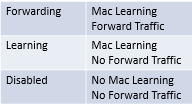 Forwarding
Mac Learning
Forward Traffic
Learning
Mac Learning
No Forward Traffic
Disabled
No Mac Learning
No Forward Traffic